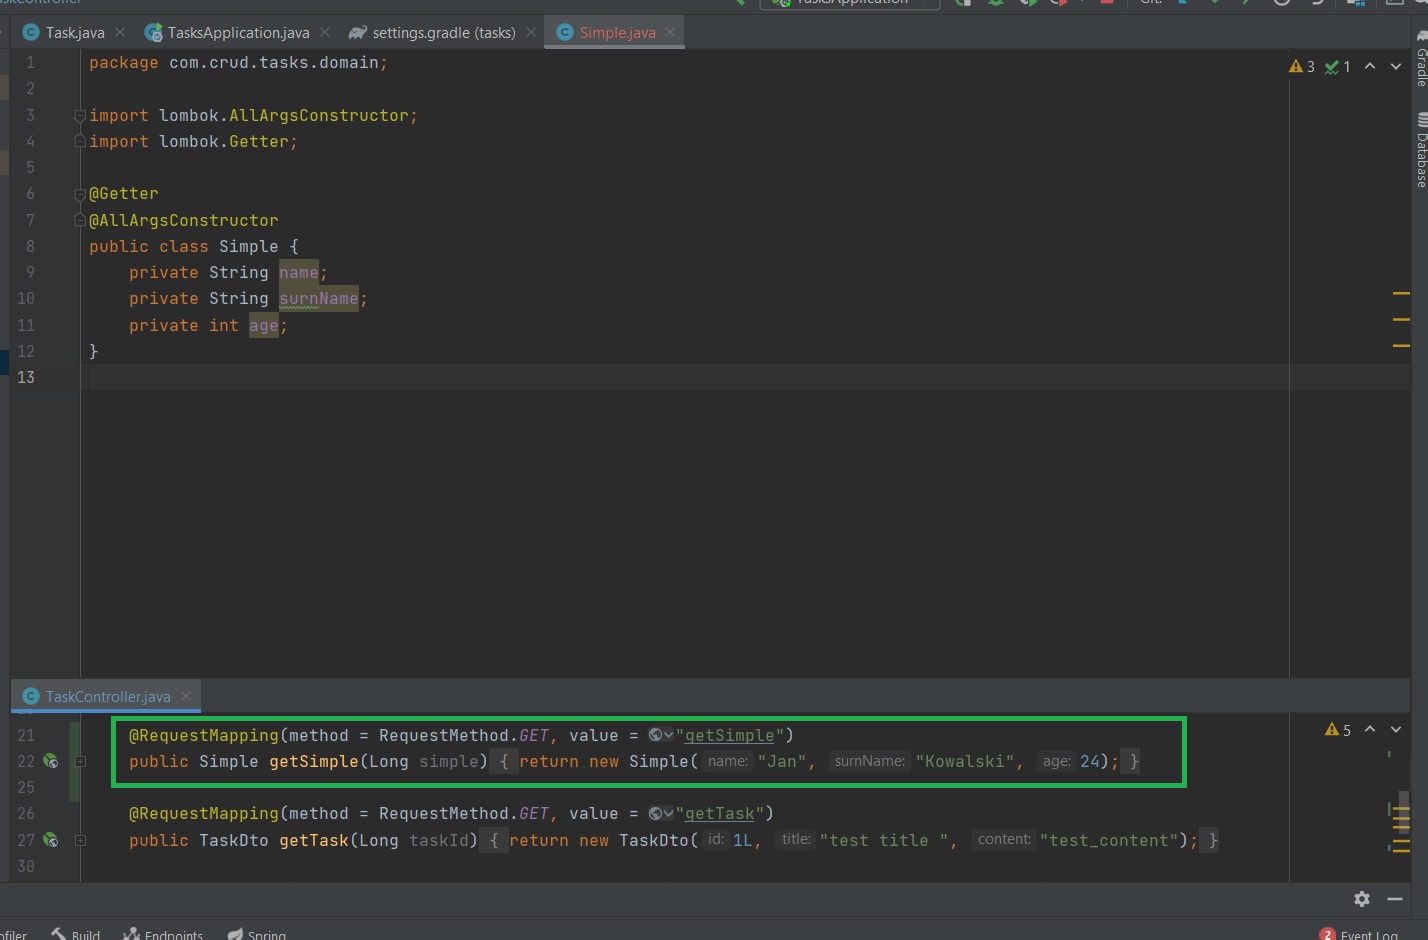 Task.java TasksApplication.java settings.gradle (tasks) Simple.java
1 package com.crud.tasks.domain; 3 1
2
3 import lombok.AllArgsConstructor;
4 import lombok.Getter;
5
6 @Getter
7 @AllArgsConstructor
8 public class Simple {
9 private String name;
10 private String surnName;
11 private int age;
12 }
13
Gradle
Database
TaskController.java
21 @RequestMapping(method = RequestMethod.GET, value = "getSimple") 5
22 public Simple getSimple(Long simple) { return new Simple( name: "Jan", surnName: "Kowalski", age: 24); }
25
26 @RequestMapping(method = RequestMethod.GET, value = "getTask")
27 public TaskDto getTask(Long taskId) { return new TaskDto( id: 1L, title: "test title ", content: "test_content"); }
30
Build Endpoints Spring 2 Event Log